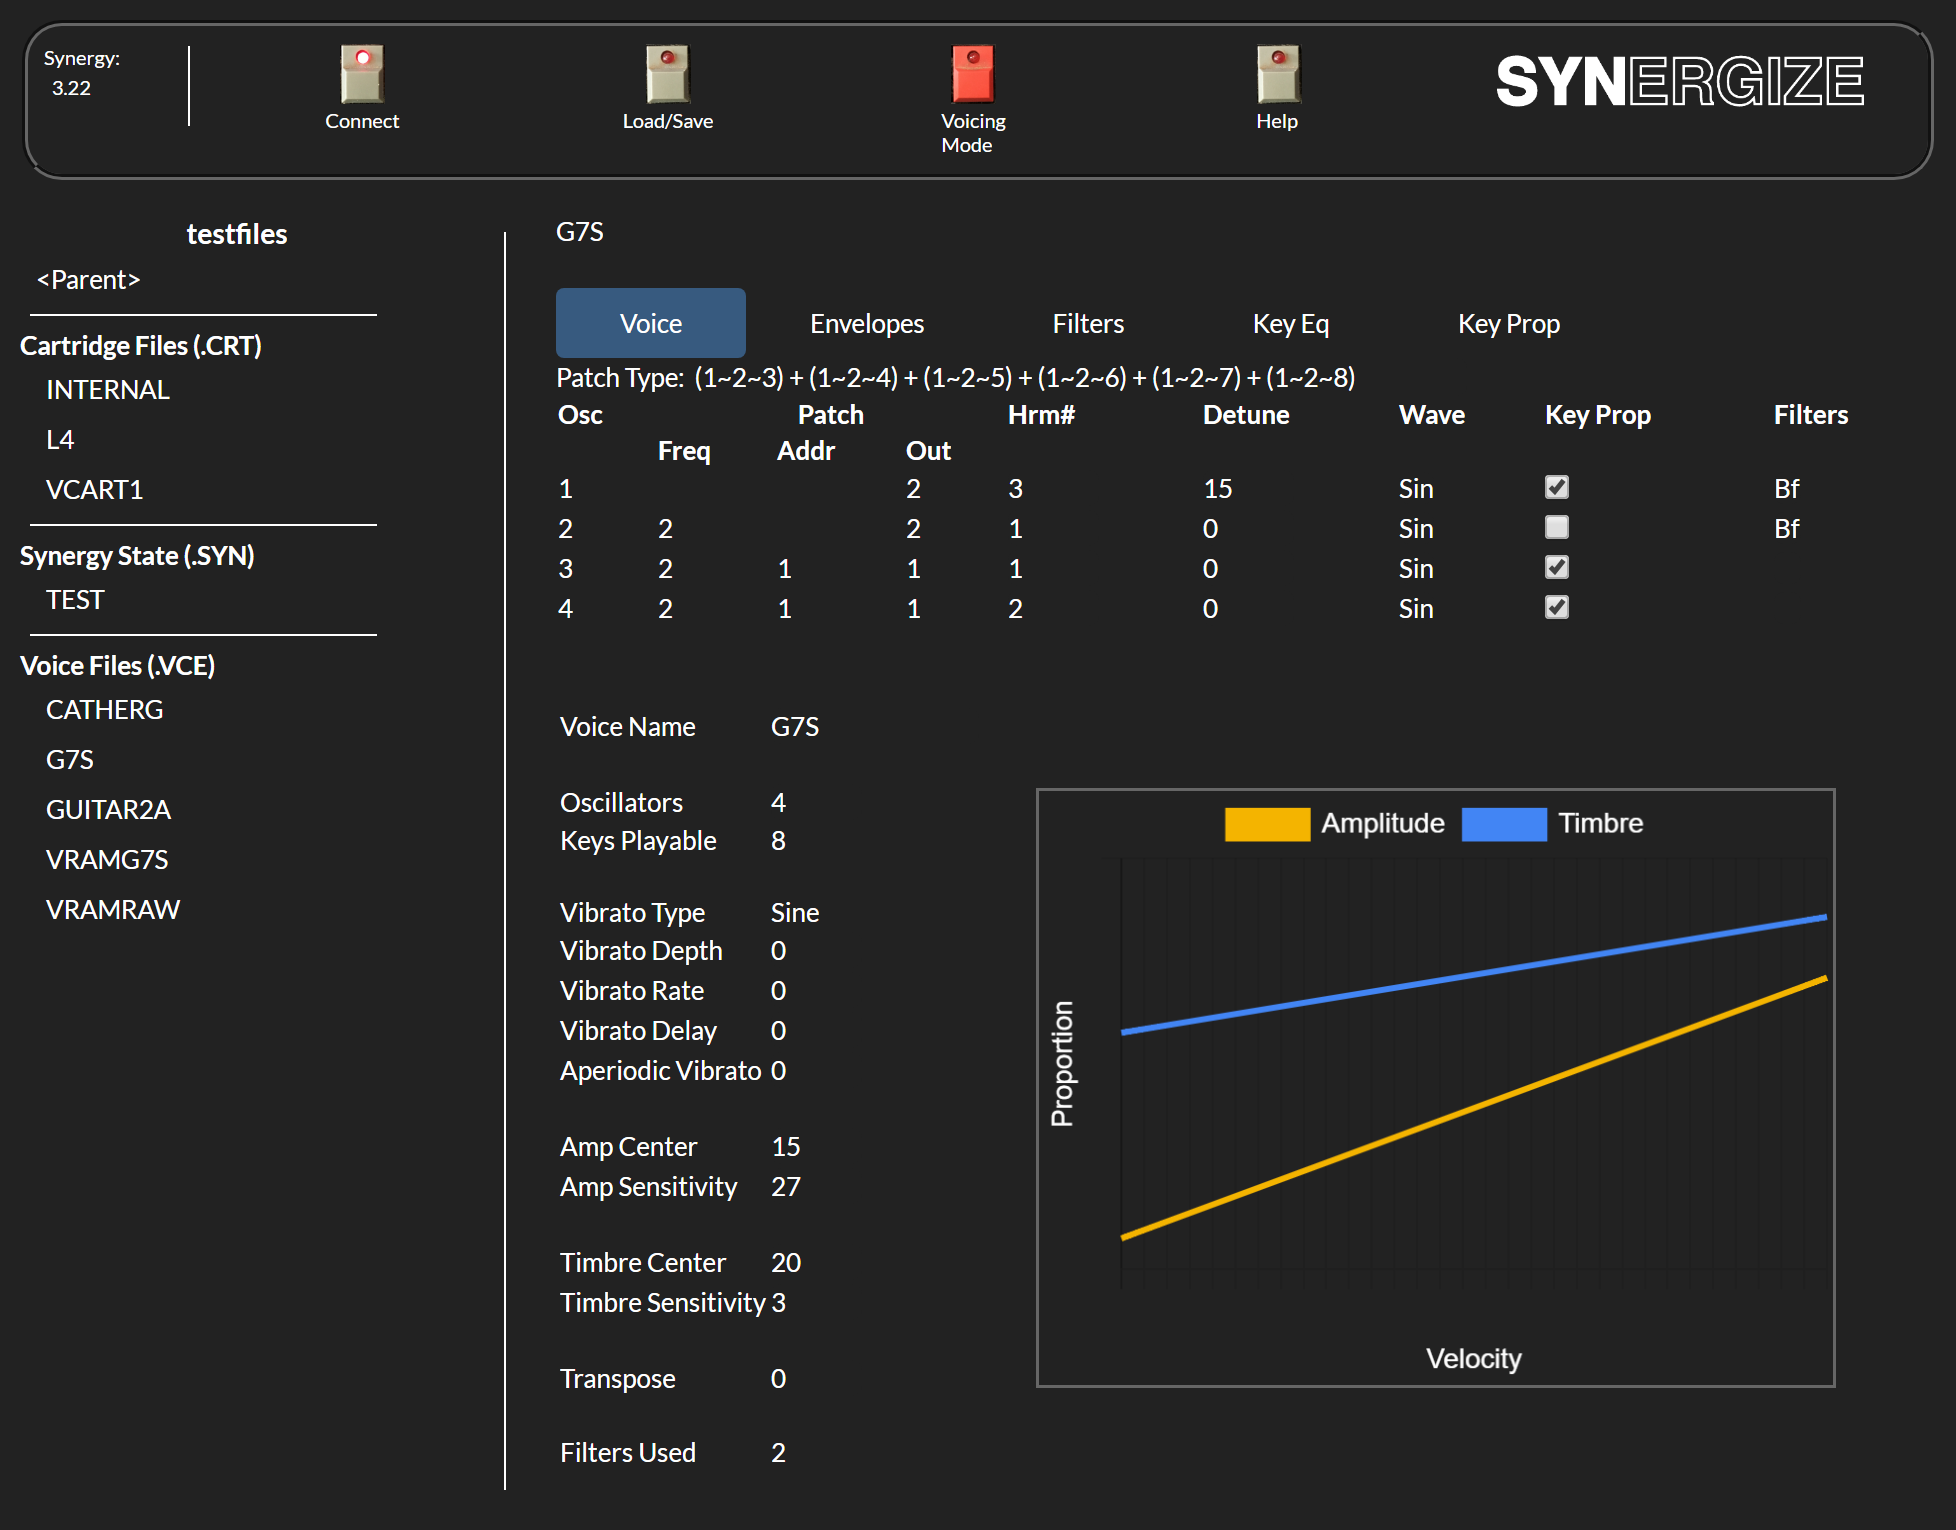 Synergy:
3.22
Connect
Load/Save
Voicing
Mode
Help
SYNERGIZE
testfiles
<Parent>
Cartridge Files (.CRT)
INTERNAL
L4
VCART1
Synergy State (.SYN)
TEST
Voice Files (.VCE)
CATHERG
G7S
GUITAR2A
VRAMG7S
VRAMRAW
G7S
Voice Envelopes Filters Key Eq Key Prop
Patch Type: (1~2~3) + (1~2~4) + (1~2~5) + (1~2~6) + (1~2~7) + (1~2~8)
Osc Patch Hrm# Detune Wave Key Prop Filters
Freq Addr Out
1 2 3 15 Sin Bf
2 2 2 1 0 Sin Bf
3 2 1 1 1 0 Sin
4 2 1 1 2 0 Sin
Voice Name G7S
Oscillators 4
Keys Playable 8
Vibrato Type Sine
Vibrato Depth 0
Vibrato Rate 0
Vibrato Delay 0
Aperiodic Vibrato 0
Amp Center 15
Amp Sensitivity 27
Timbre Center 20
Timbre Sensitivity 3
Transpose 0
Filters Used 2
Amplitude Timbre
Proportion
Velocity